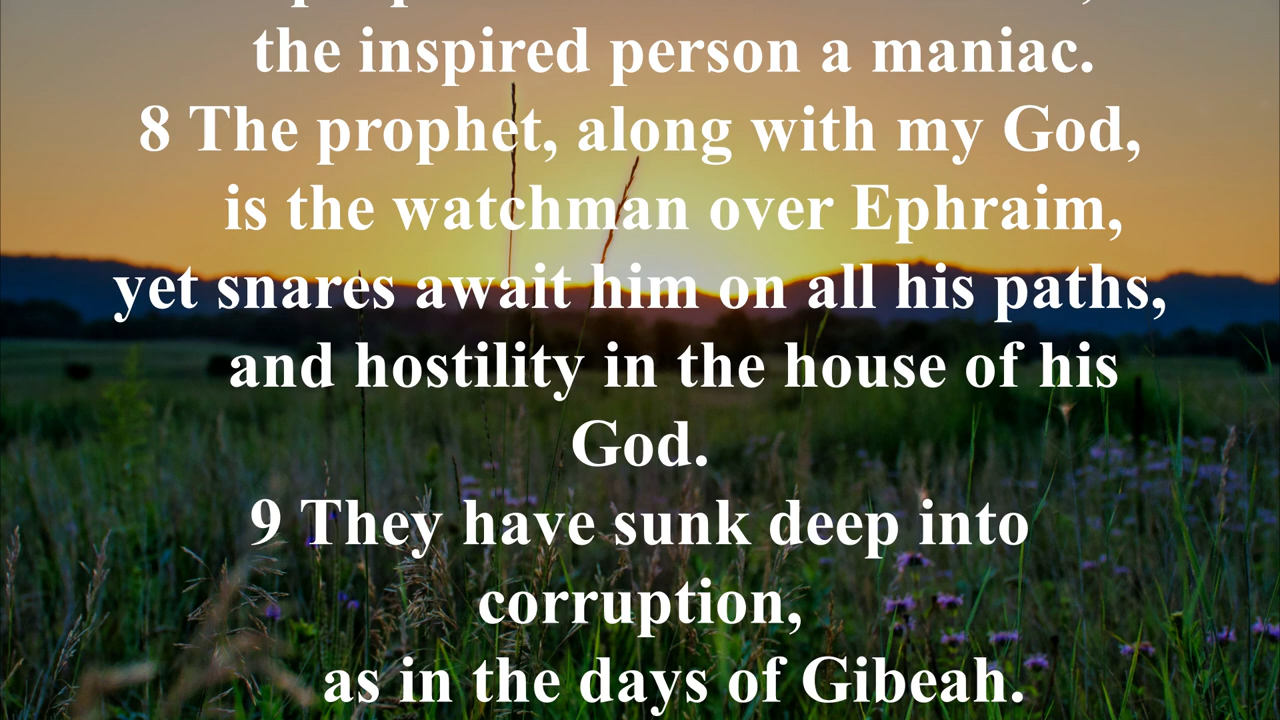 the inspired person a maniac.
8 The prophet, along with my God,
is the watchman over Ephraim,
yet snares await him on all his paths,
and hostility in the house of his
God.
9 They have sunk deep into
corruption,
as in the days of Gibeah.